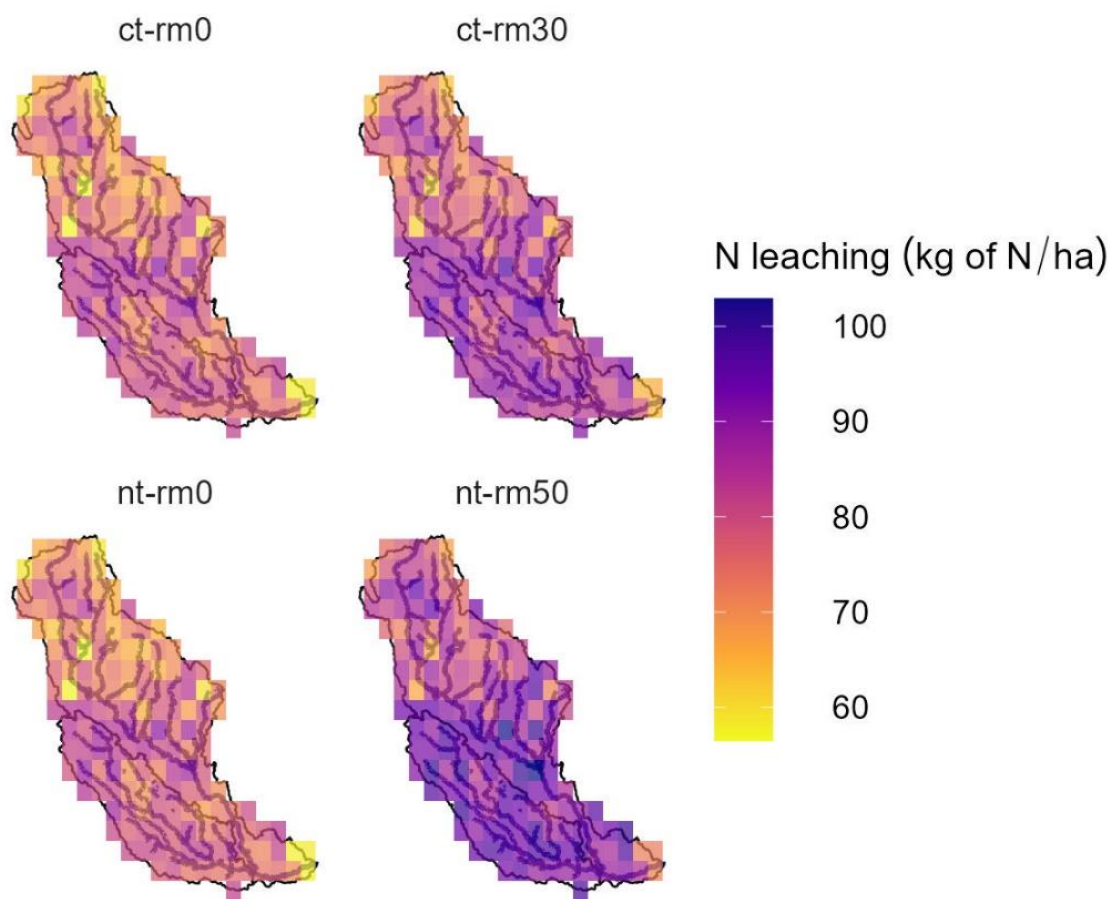 ct-rm0
ct-rm30
N leaching (kg of N/ha)
100
90
80
70
60
nt-rm0
nt-rm50